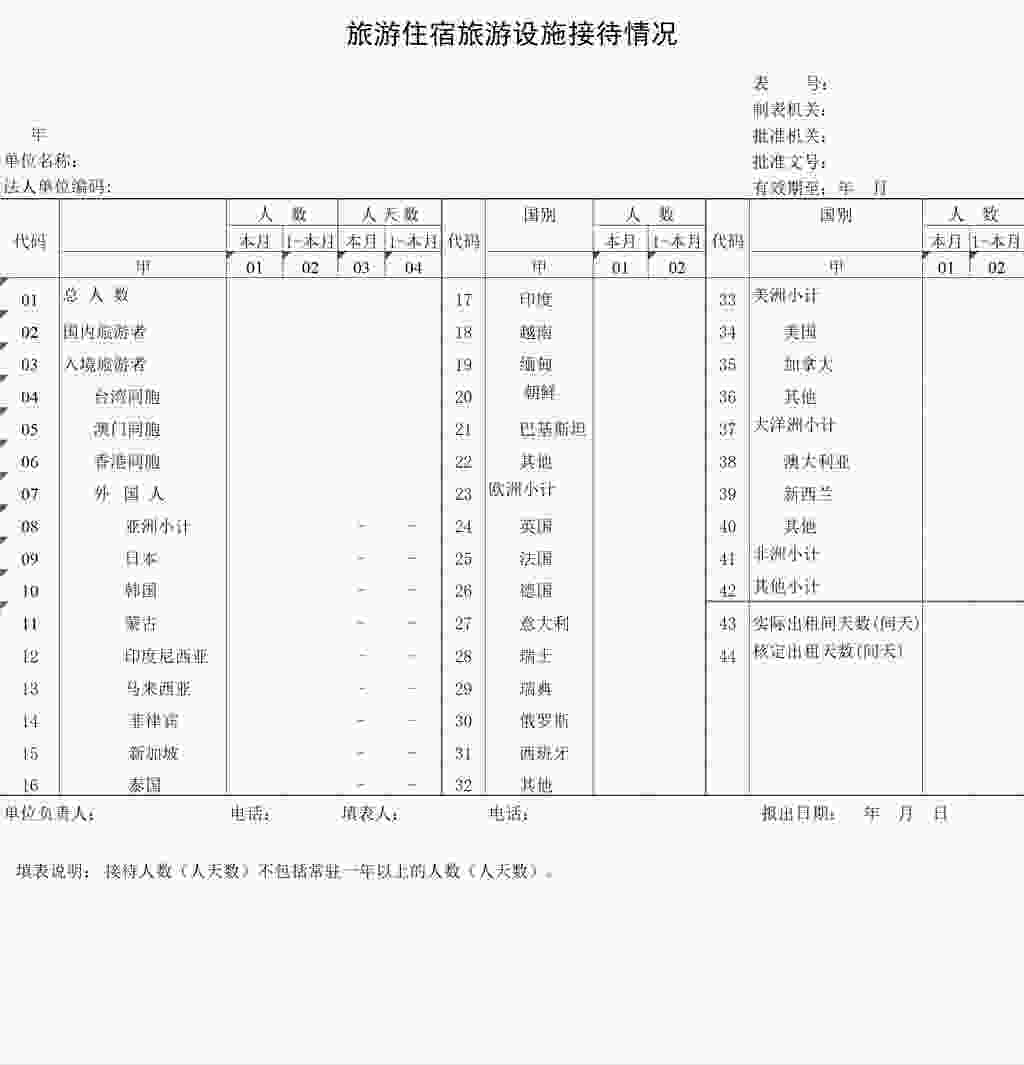 旅游住宿旅游设施接待情况
表　　号：
制表机关：
年
批准机关：
单位名称：
批准文号：
法人单位编码:
有效期至：年　月
人　数 人天数 国别 人　数 国别 人　数
代码 本月 1-本月 本月 1-本月 代码 本月 1-本月 代码 本月 1-本月
甲 01 02 03 04 甲 01 02 甲 01 02
01 总 人 数 17 印度 33 美洲小计
02 国内旅游者 18 越南 34 美国
03 入境旅游者 19 缅甸 35 加拿大
04 台湾同胞 20 朝鲜 36 其他
05 澳门同胞 21 巴基斯坦 37 大洋洲小计
06 香港同胞 22 其他 38 澳大利亚
07 外 国 人 23 欧洲小计 39 新西兰
08 亚洲小计 - - 24 英国 40 其他
09 日本 - - 25 法国 41 非洲小计
10 韩国 - - 26 德国 42 其他小计
11 蒙古 - - 27 意大利 43 实际出租间天数(间天)
12 印度尼西亚 - - 28 瑞士 44 核定出租天数(间天)
13 马来西亚 - - 29 瑞典
14 菲律宾 - - 30 俄罗斯
15 新加坡 - - 31 西班牙
16 泰国 - - 32 其他
单位负责人： 电话： 填表人： 电话： 报出日期：　年　月　日
填表说明： 接待人数（人天数）不包括常驻一年以上的人数（人天数）。